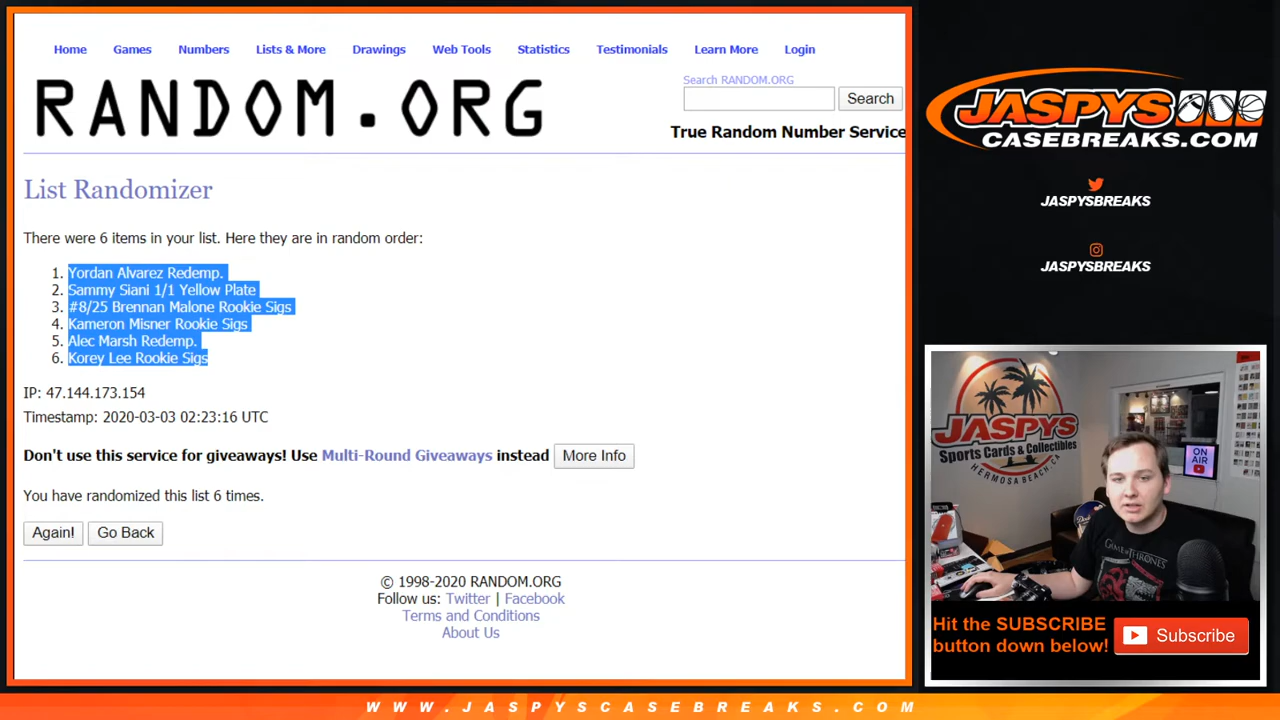 Home Games Numbers Lists & More Drawings Web Tools Statistics Testimonials Learn More Login
RANDOM.ORG
Search RANDOM.ORG
Search
True Random Number Service
List Randomizer
There were 6 items in your list. Here they are in random order:
1. Yordan Alvarez Redemp.
2. Sammy Siani 1/1 Yellow Plate
3. #8/25 Brennan Malone Rookie Sigs
4. Kameron Misner Rookie Sigs
5. Alec Marsh Redemp.
6. Korey Lee Rookie Sigs
IP: 47.144.173.154
Timestamp: 2020-03-03 02:23:16 UTC
Don't use this service for giveaways! Use Multi-Round Giveaways instead More Info
You have randomized this list 6 times.
Again! Go Back
© 1998-2020 RANDOM.ORG
Follow us: Twitter | Facebook
Terms and Conditions
About Us
JASPYS
CASEBREAKS.COM
JASPYSBREAKS
JASPYSBREAKS
JASPYS
Sports Cards & Collectibles
HERMOSA BEACH, CA
ON
AIR
GAME OF THRONES
Hit the SUBSCRIBE
button down below!
Subscribe
WWW.JASPYSCASEBREAKS.COM